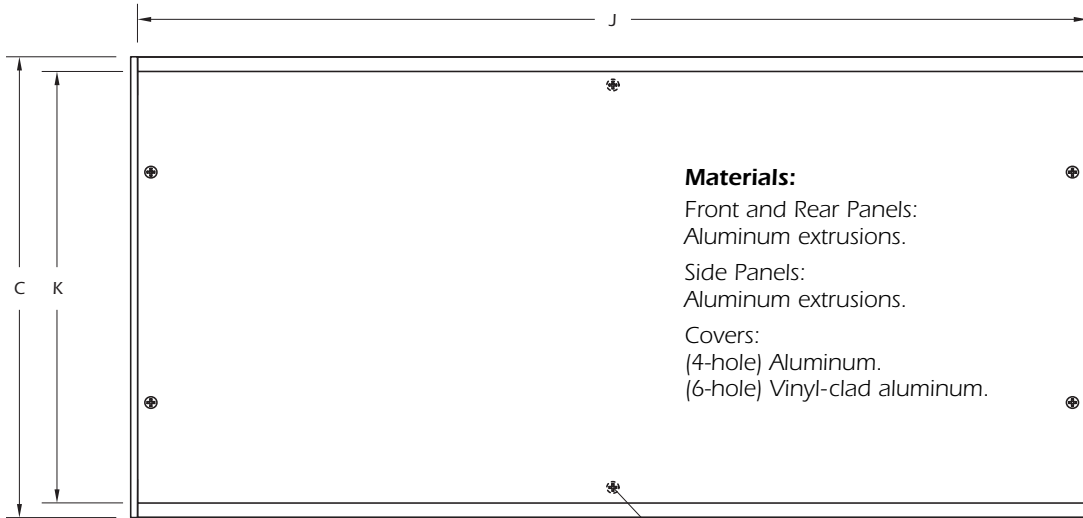 J
C
K
Materials:
Front and Rear Panels:
Aluminum extrusions.
Side Panels:
Aluminum extrusions.
Covers:
(4-hole) Aluminum.
(6-hole) Vinyl-clad aluminum.